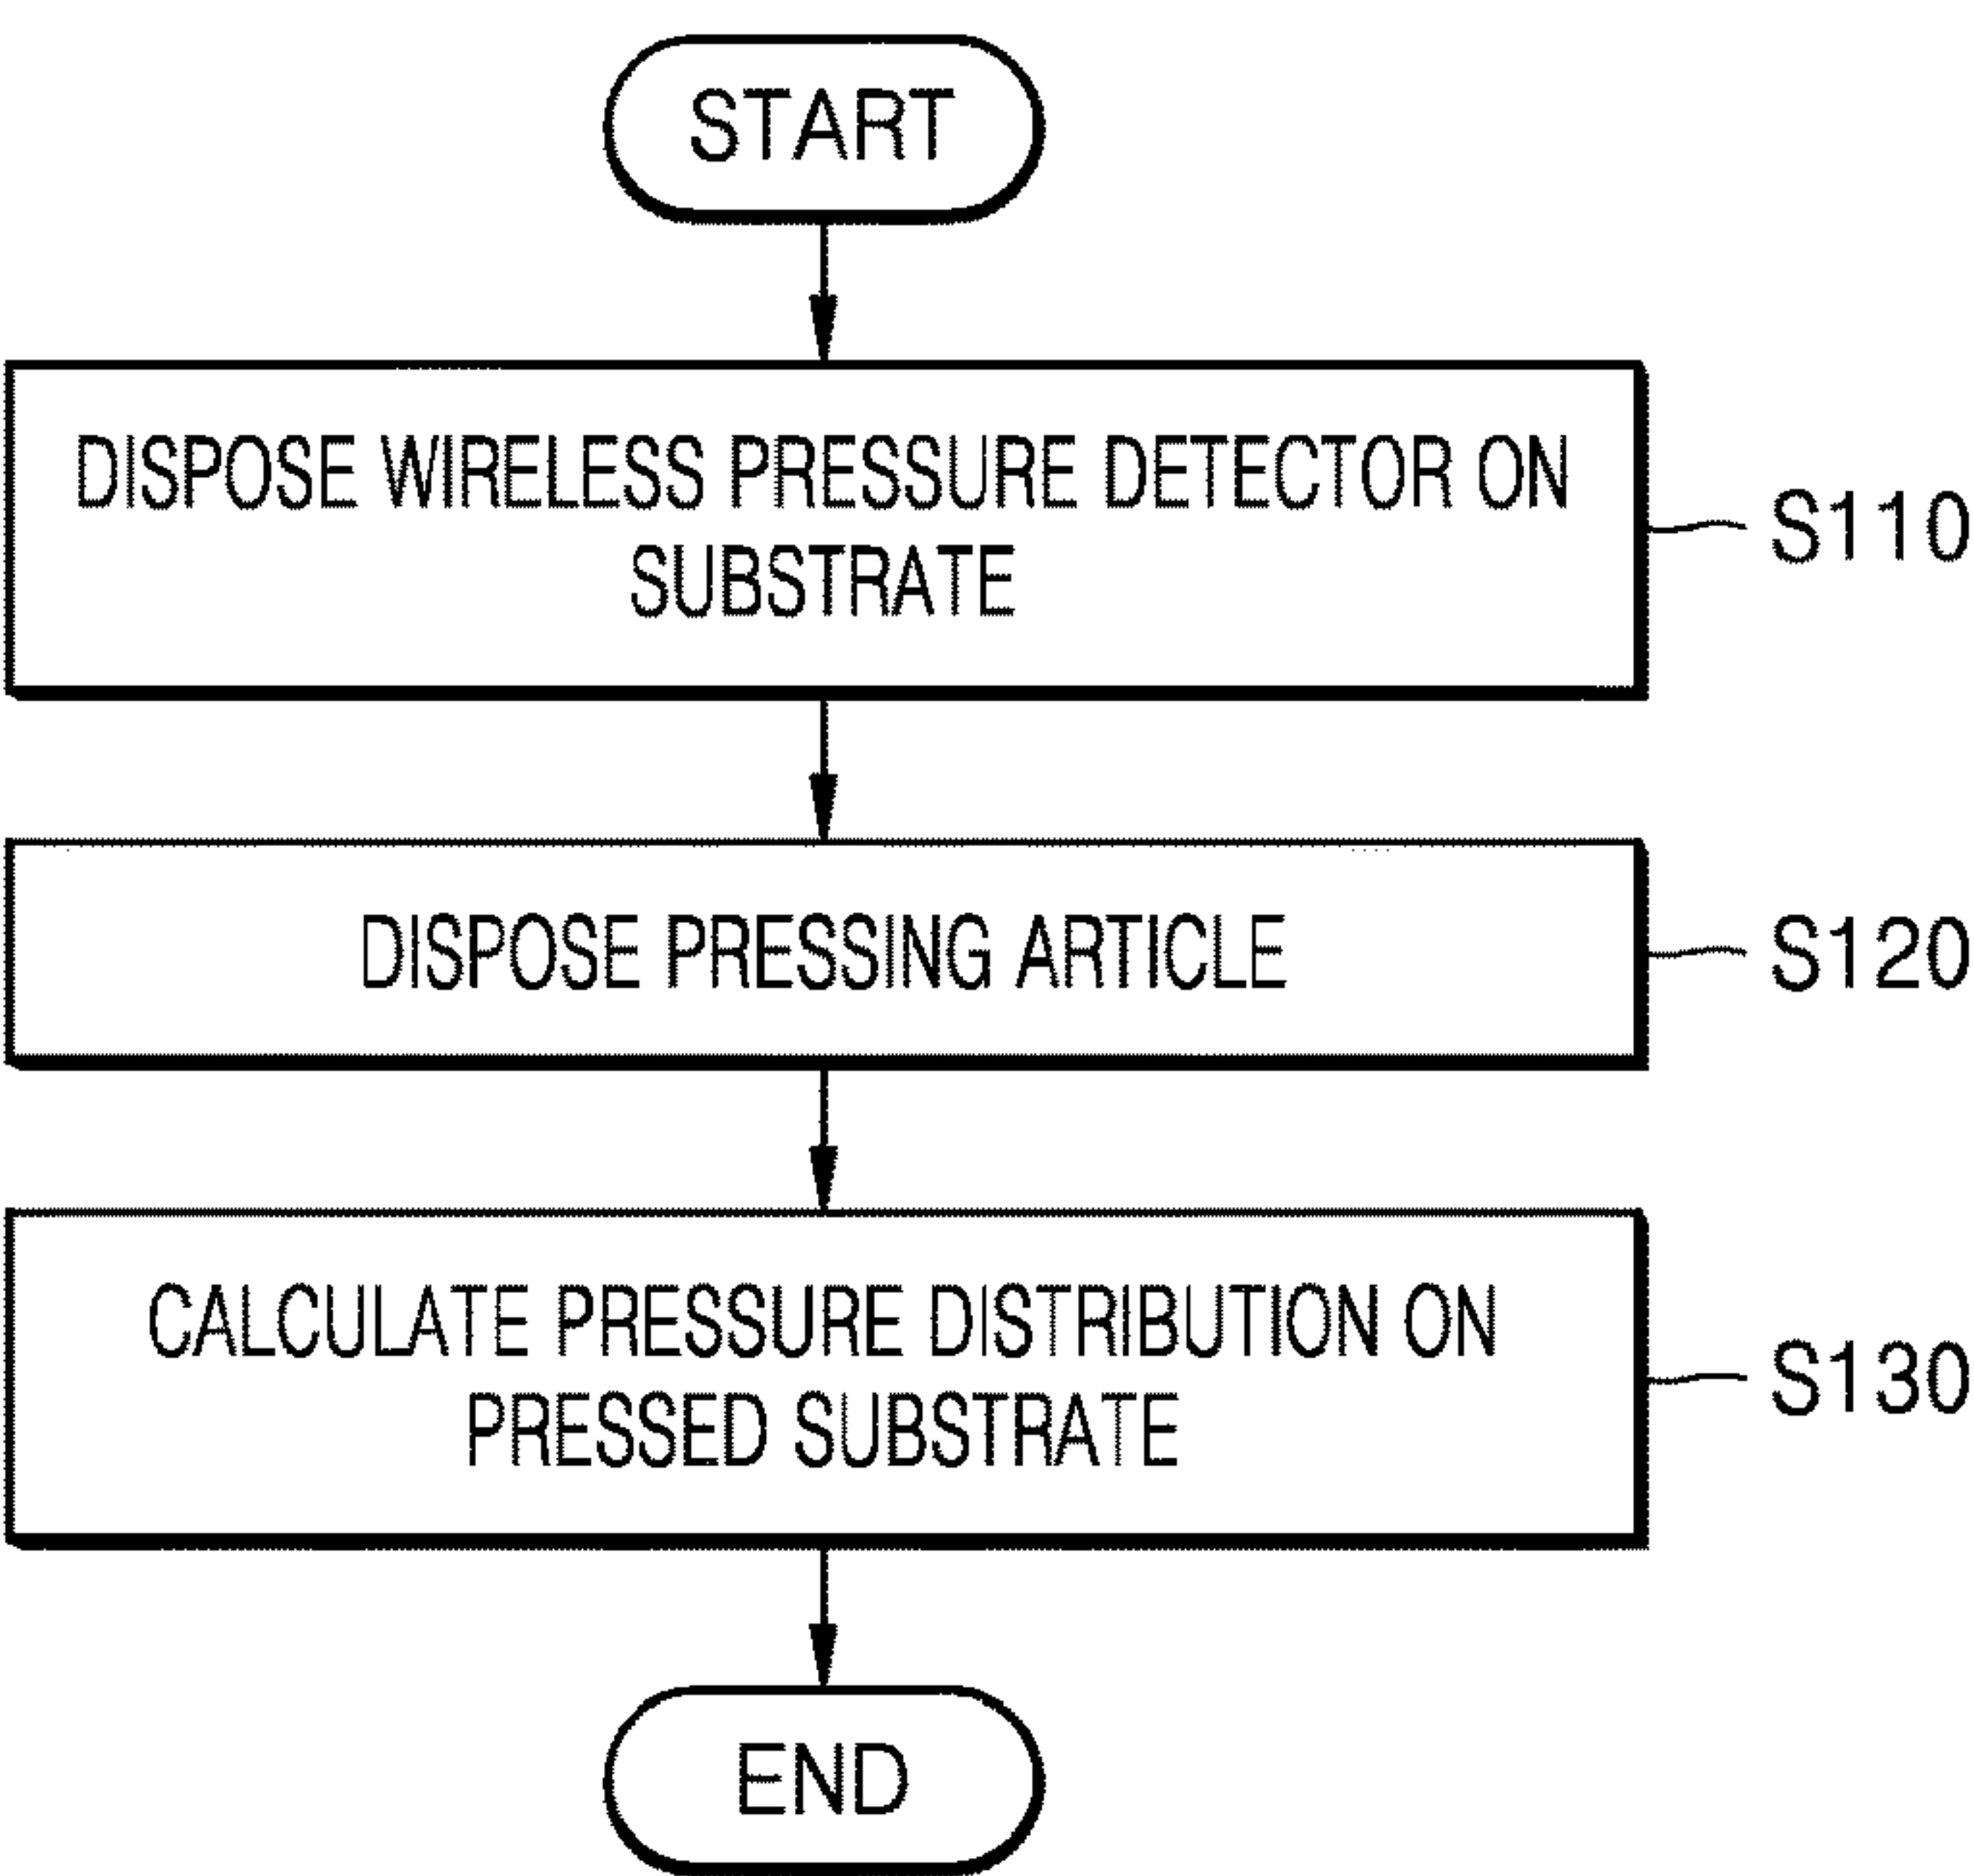 START
DISPOSE WIRELESS PRESSURE DETECTOR ON
SUBSTRATE
S110
DISPOSE PRESSING ARTICLE
S120
CALCULATE PRESSURE DISTRIBUTION ON
PRESSED SUBSTRATE
S130
END